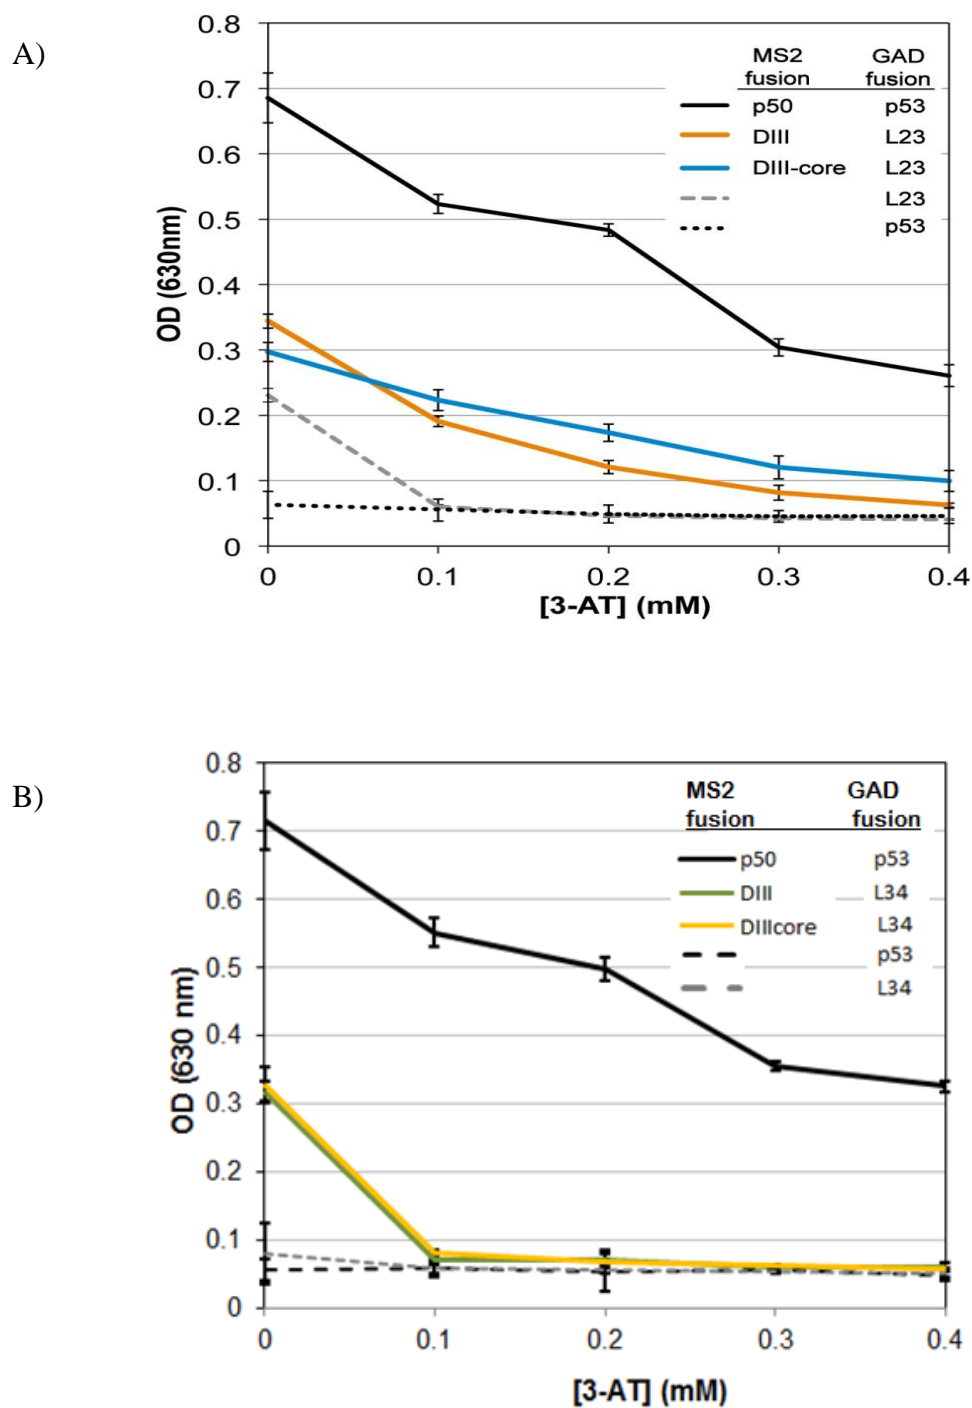 A)
0.8
0.7
0.6
0.5
0.4
0.3
0.2
0.1
0
OD (630nm)
MS2 GAD
fusion fusion
p50 p53
DIII L23
DIII-core L23
L23
p53
0 0.1 0.2 0.3 0.4
[3-AT] (mM)
B)
0.8
0.7
0.6
0.5
0.4
0.3
0.2
0.1
0
OD (630 nm)
MS2 GAD
fusion fusion
p50 p53
DIII L34
DIIIcore L34
p53
L34
0 0.1 0.2 0.3 0.4
[3-AT] (mM)